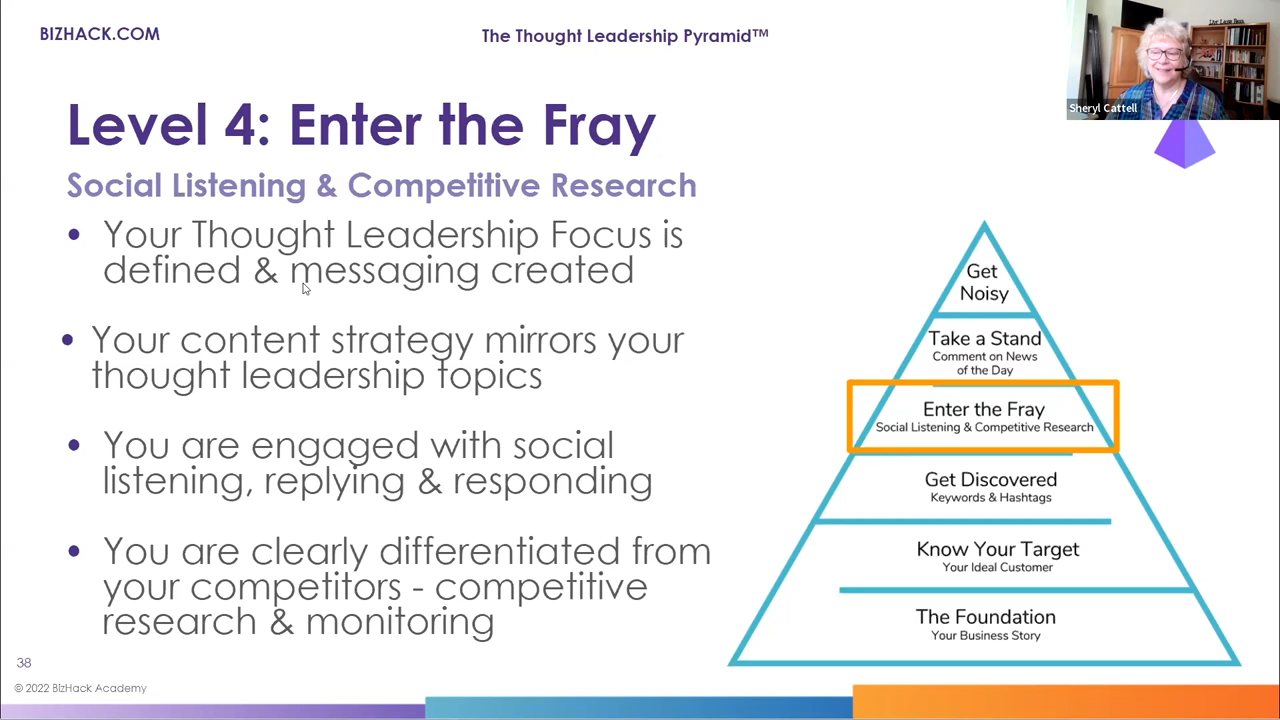 BIZHACK.COM
The Thought Leadership Pyramid™
Sheryl Cattell
Level 4: Enter the Fray
Social Listening & Competitive Research
• Your Thought Leadership Focus is
defined & messaging created
• Your content strategy mirrors your
thought leadership topics
• You are engaged with social
listening, replying & responding
• You are clearly differentiated from
your competitors - competitive
research & monitoring
Get
Noisy
Take a Stand
Comment on News
of the Day
Enter the Fray
Social Listening & Competitive Research
Get Discovered
Keywords & Hashtags
Know Your Target
Your Ideal Customer
The Foundation
Your Business Story
38
© 2022 BizHack Academy